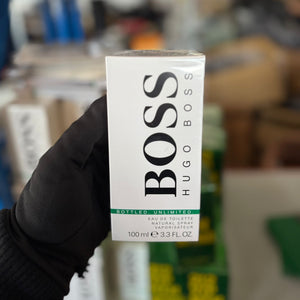 BOSS
HUGO BOSS
BOTTLED UNLIMITED
EAU DE TOILETTE
NATURAL SPRAY
VAPORISATEUR
100 ml ℮ 3.3 FL. OZ.